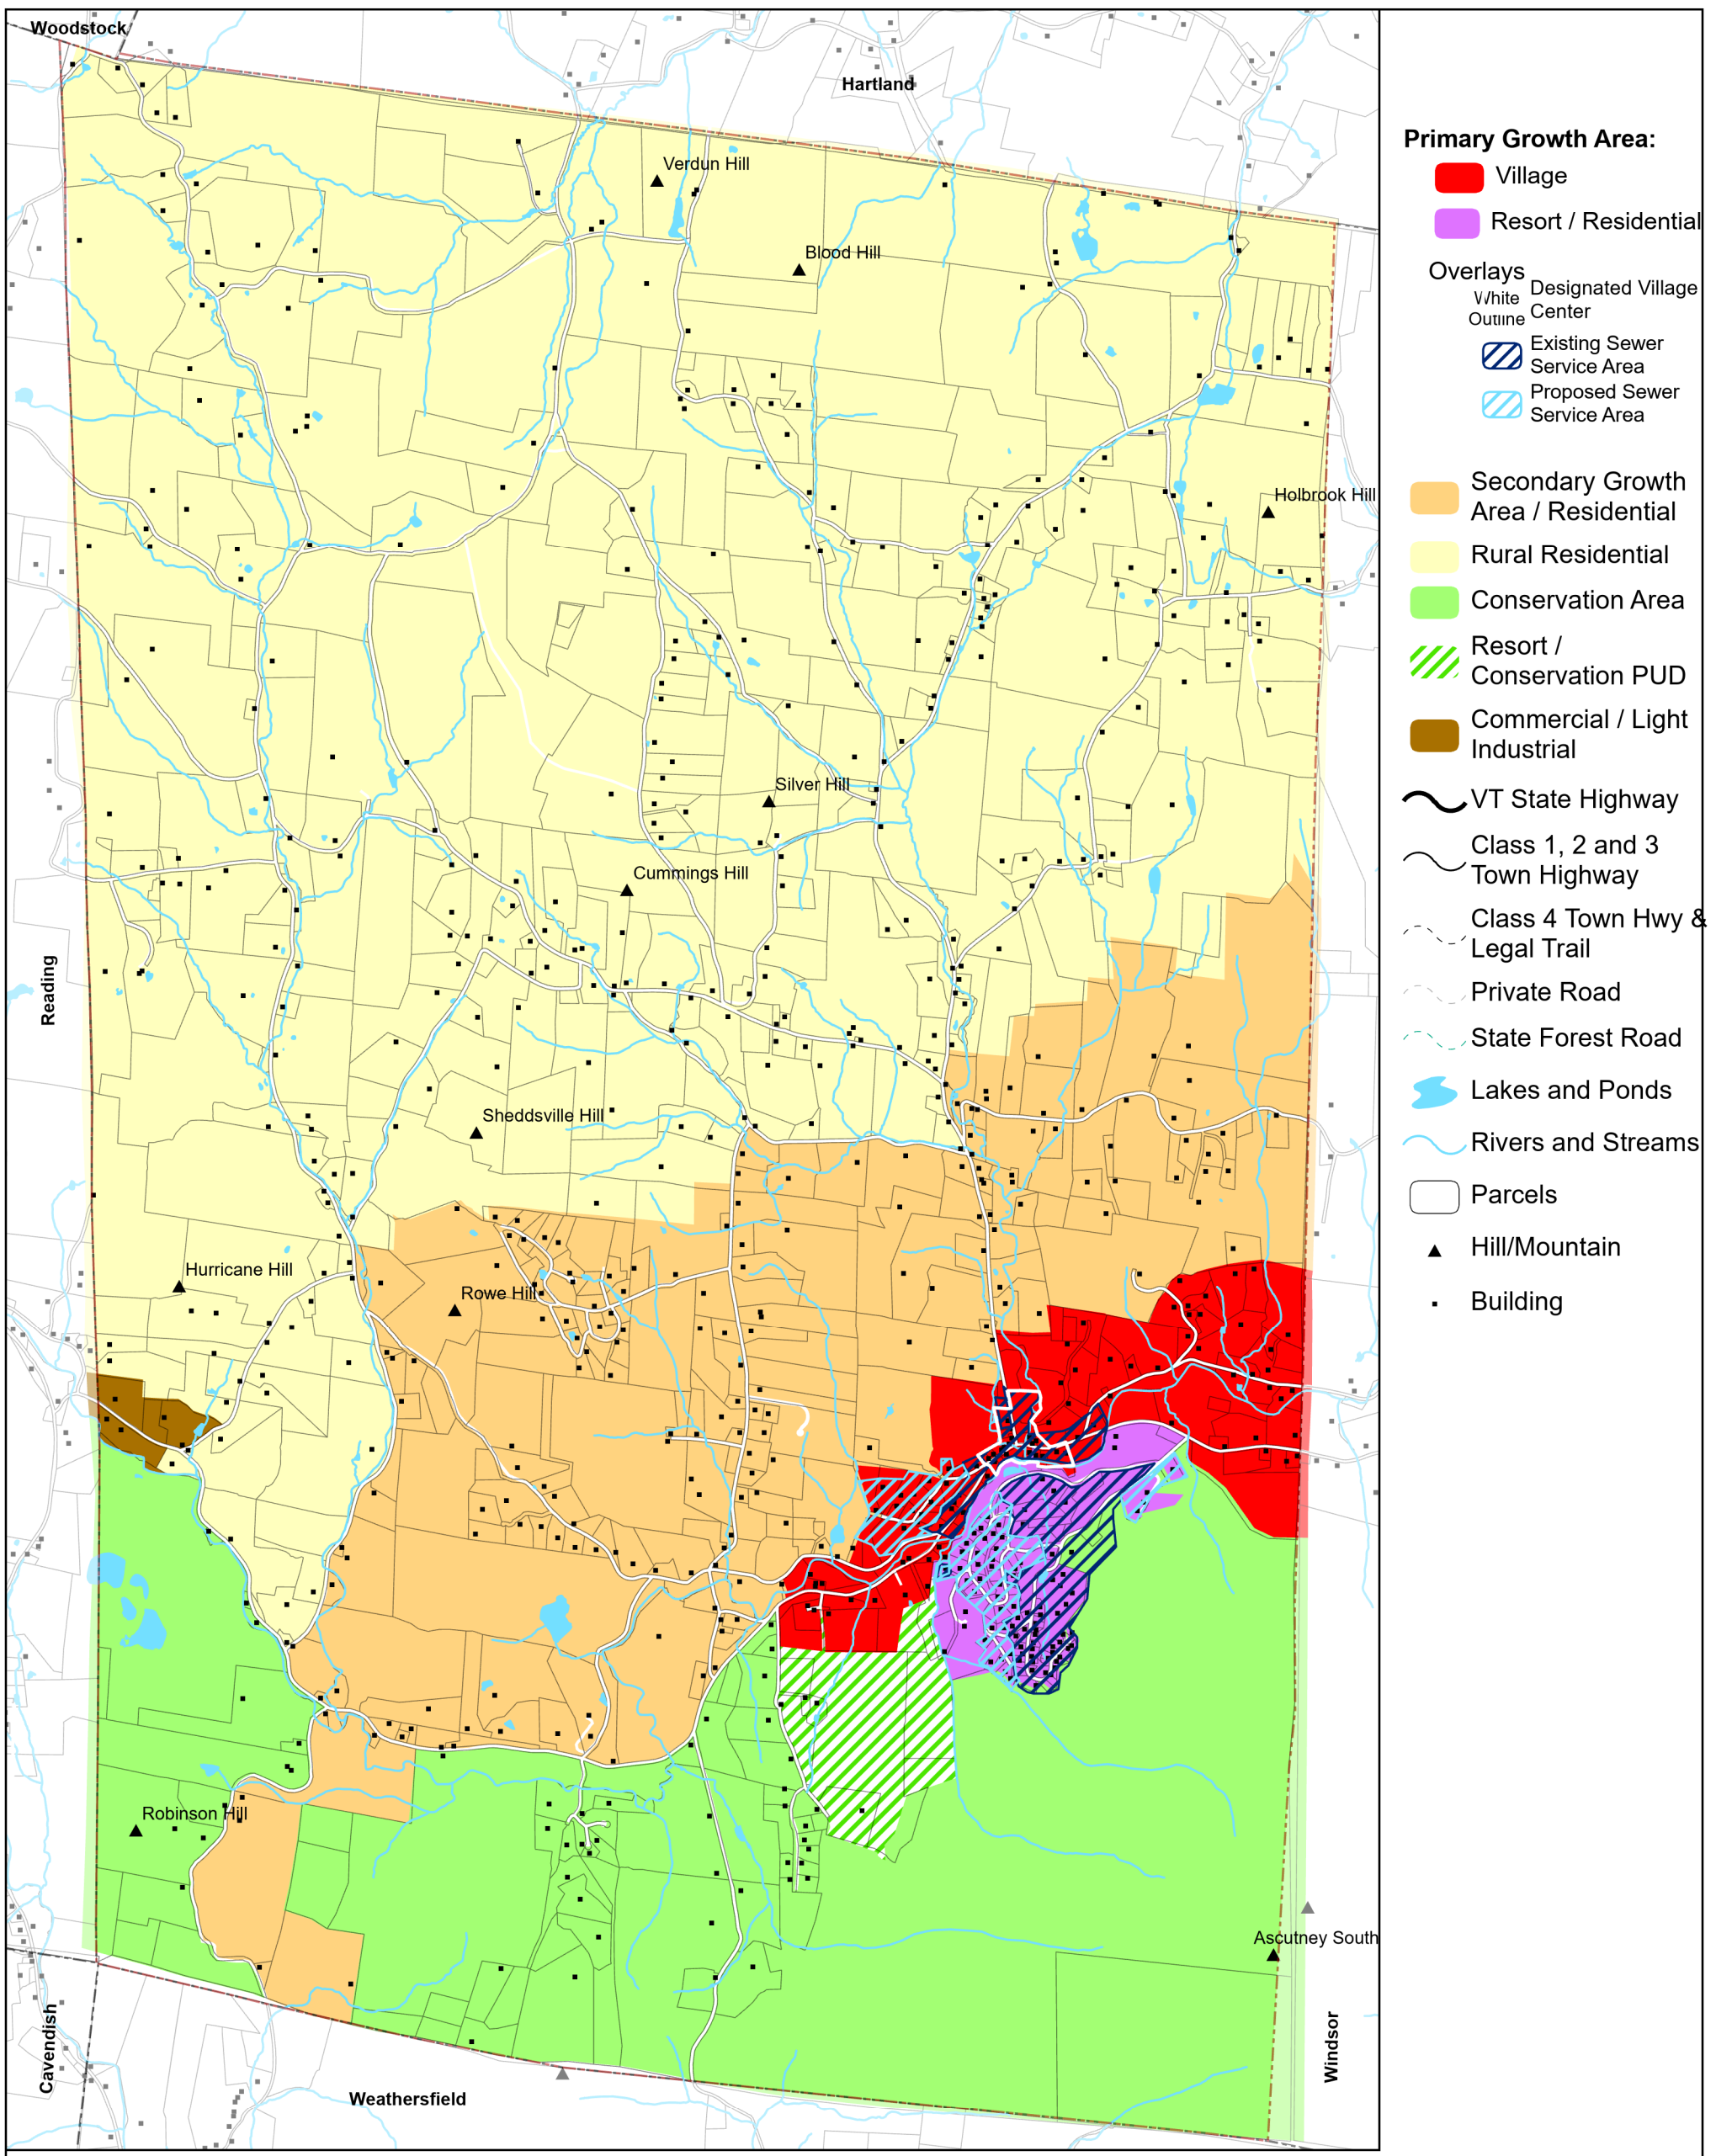 Woodstock
Hartland
Verdun Hill
Blood Hill
Holbrook Hill
Silver Hill
Cummings Hill
Reading
Sheddsville Hill
Hurricane Hill
Rowe Hill
Robinson Hill
Ascutney South
Cavendish
Windsor
Weathersfield
Primary Growth Area:
Village
Resort / Residential
Overlays
White
Outline
Designated Village
Center
Existing Sewer
Service Area
Proposed Sewer
Service Area
Secondary Growth
Area / Residential
Rural Residential
Conservation Area
Resort /
Conservation PUD
Commercial / Light
Industrial
VT State Highway
Class 1, 2 and 3
Town Highway
Class 4 Town Hwy &
Legal Trail
Private Road
State Forest Road
Lakes and Ponds
Rivers and Streams
Parcels
Hill/Mountain
Building